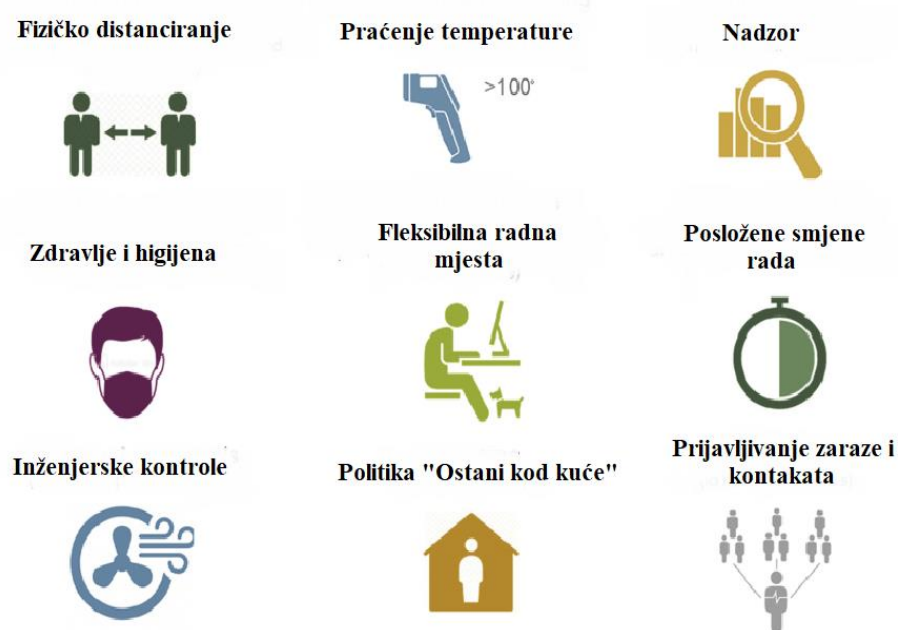 Fizičko distanciranje
Praćenje temperature
Nadzor
>100°
Zdravlje i higijena
Fleksibilna radna
mjesta
Posložene smjene
rada
Inženjerske kontrole
Politika "Ostani kod kuće"
Prijavljivanje zaraze i
kontakata